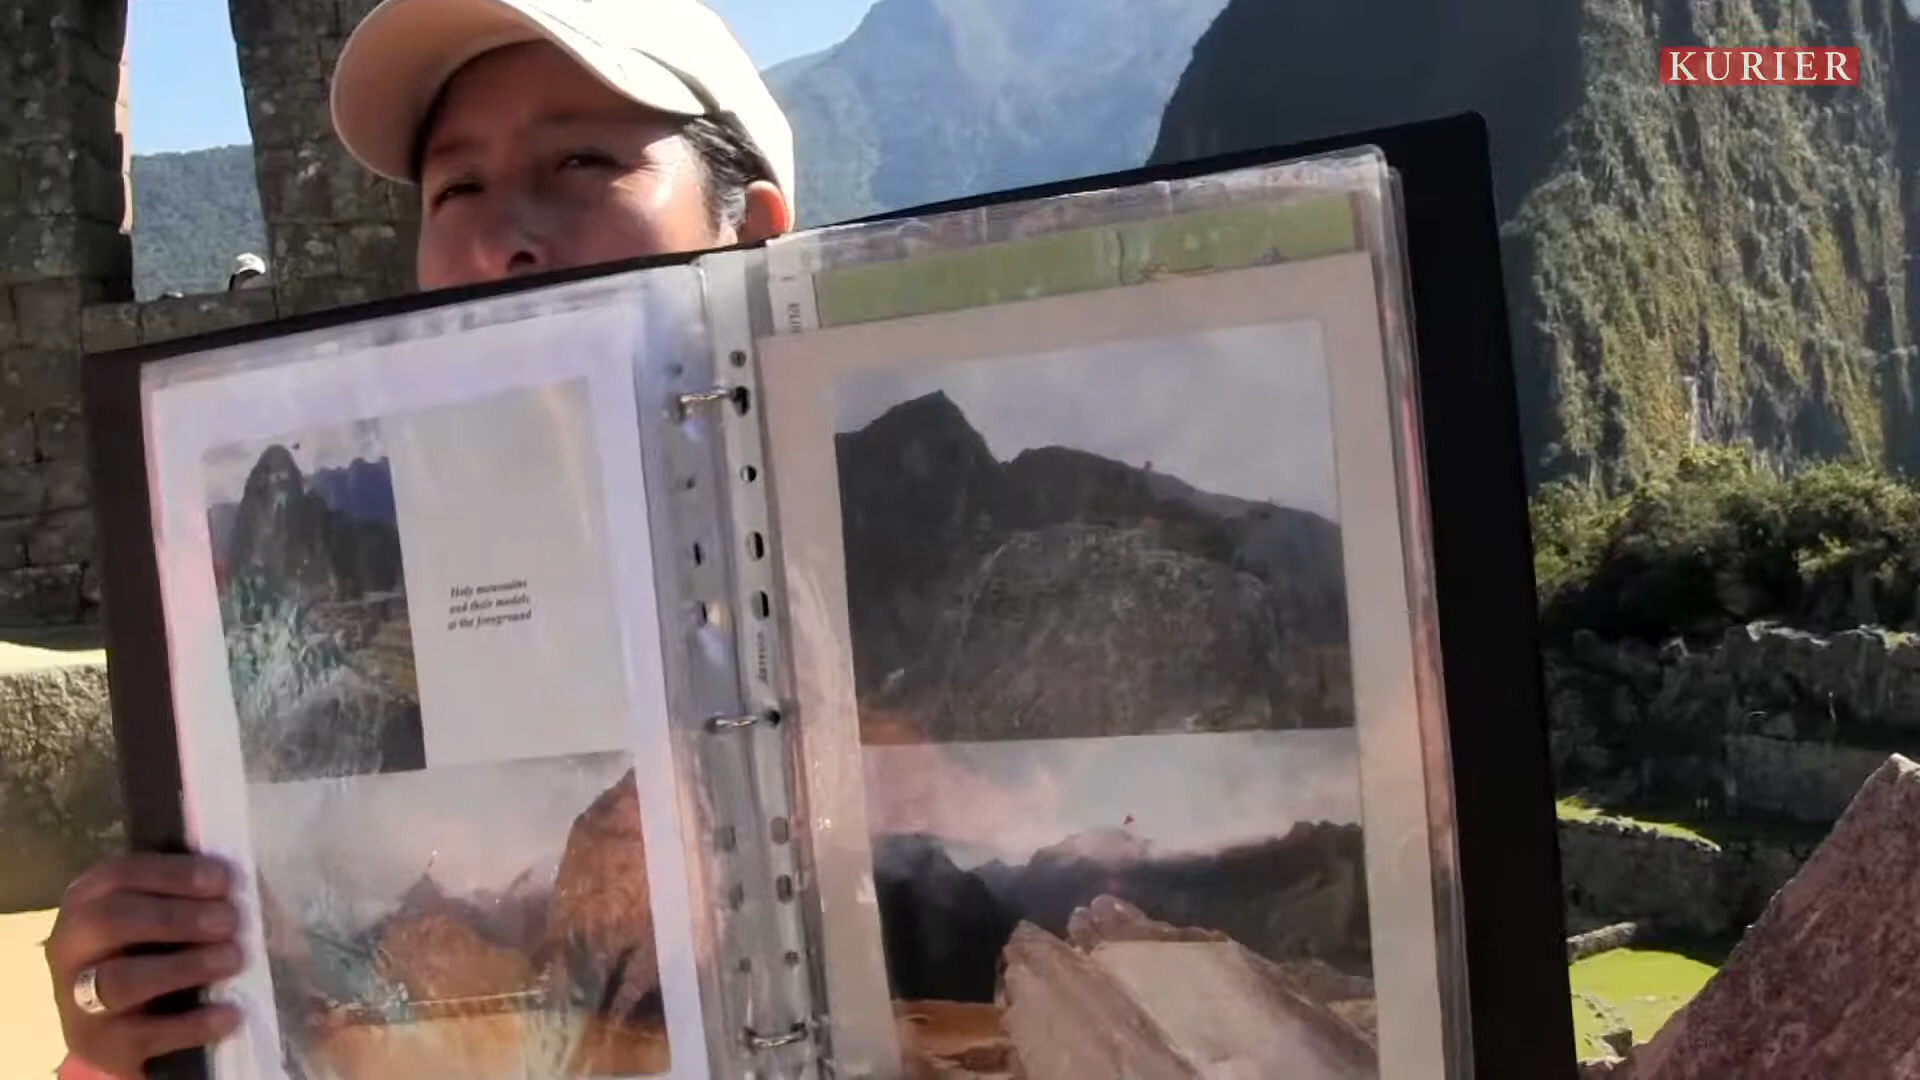 KURIER
Holy mountains
and their models
at the foreground